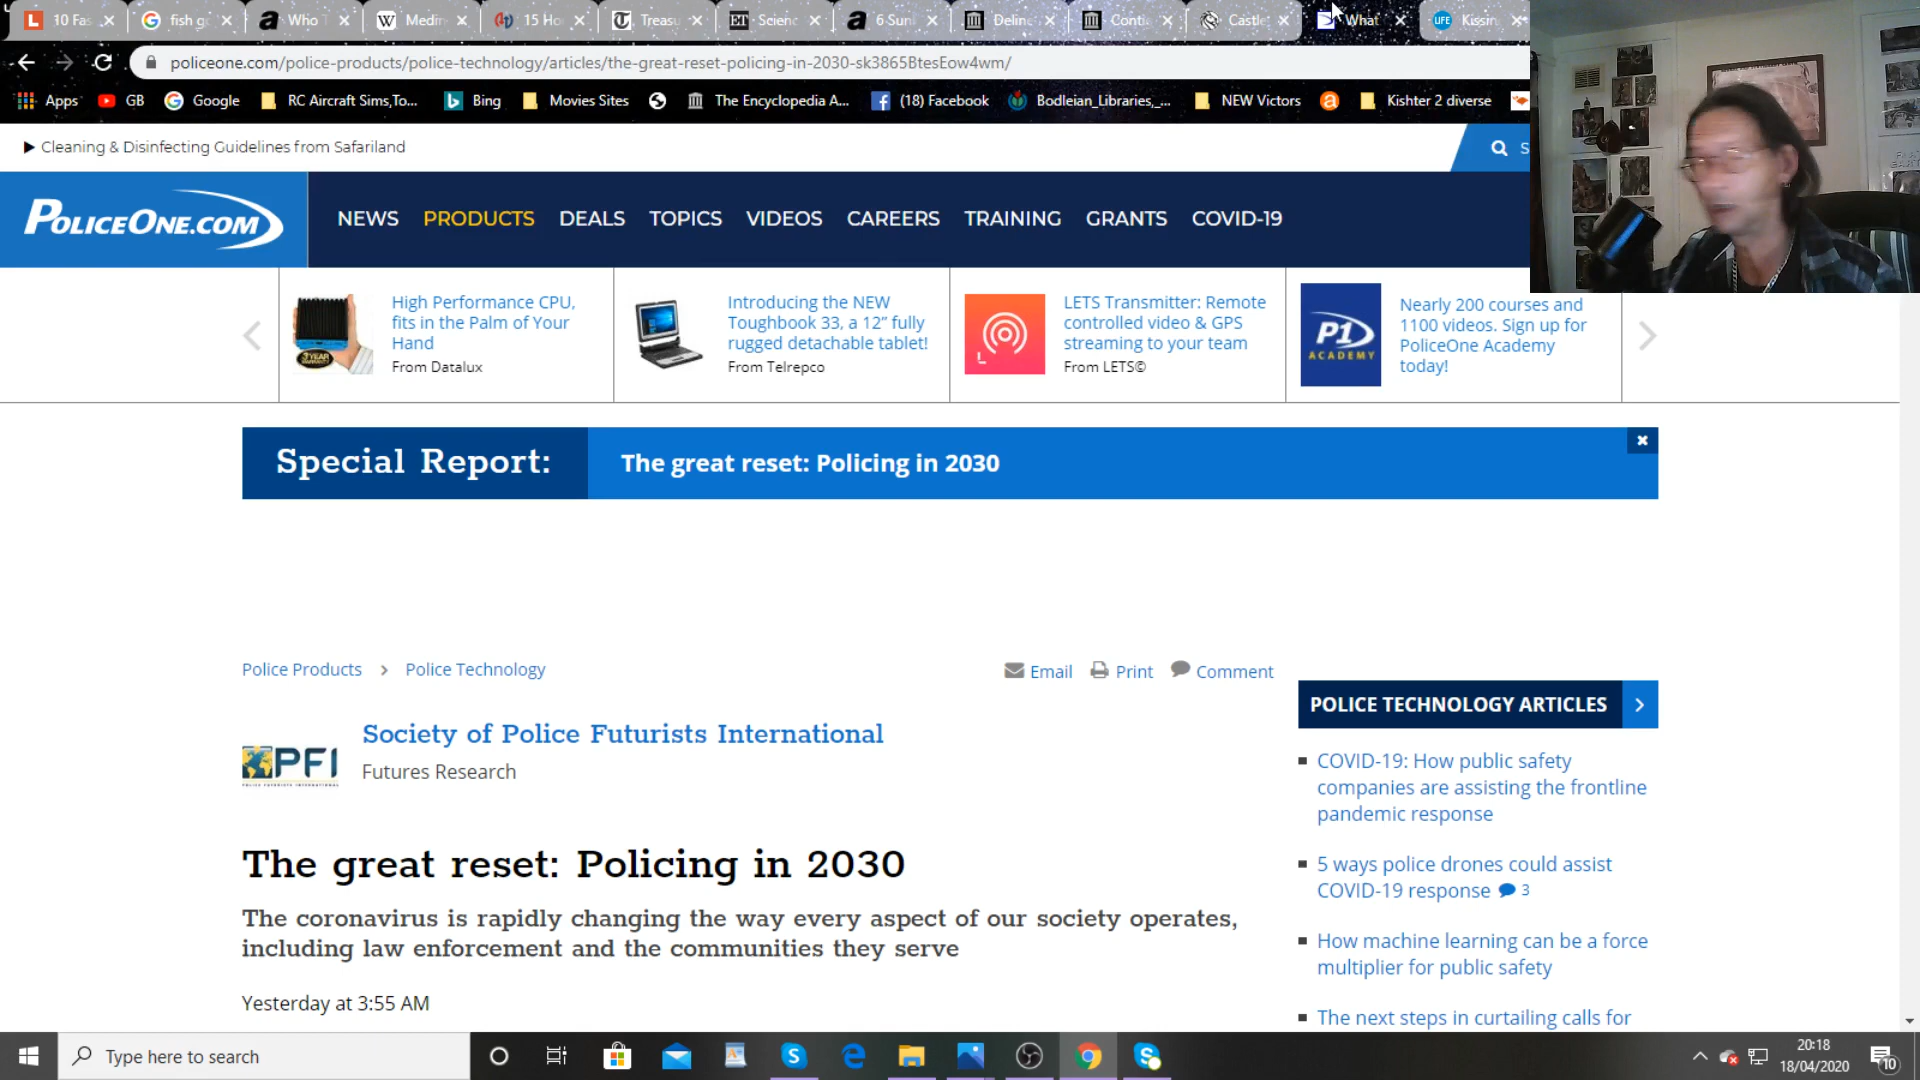 10 Fas
fish g
Who T
Medin
15 Ho
Treasu
Scienc
6 Sun
Delin
Conti
Castle
What
Kissin
policeone.com/police-products/police-technology/articles/the-great-reset-policing-in-2030-sk3865BtesEow4wm/
Apps
GB
Google
RC Aircraft Sims,To...
Bing
Movies Sites
The Encyclopedia A...
(18) Facebook
Bodleian_Libraries,_...
NEW Victors
Kishter 2 diverse
Cleaning & Disinfecting Guidelines from Safariland
S
POLICEONE.COM
NEWS PRODUCTS DEALS TOPICS VIDEOS CAREERS TRAINING GRANTS COVID-19
3 YEAR
High Performance CPU,
fits in the Palm of Your
Hand
From Datalux
Introducing the NEW
Toughbook 33, a 12” fully
rugged detachable tablet!
From Telrepco
LETS Transmitter: Remote
controlled video & GPS
streaming to your team
From LETS©
P1
ACADEMY
Nearly 200 courses and
1100 videos. Sign up for
PoliceOne Academy
today!
Special Report:
The great reset: Policing in 2030
Police Products > Police Technology
Email
Print
Comment
PFI
Society of Police Futurists International
Futures Research
The great reset: Policing in 2030
The coronavirus is rapidly changing the way every aspect of our society operates,
including law enforcement and the communities they serve
Yesterday at 3:55 AM
POLICE TECHNOLOGY ARTICLES
COVID-19: How public safety
companies are assisting the frontline
pandemic response
5 ways police drones could assist
COVID-19 response 3
How machine learning can be a force
multiplier for public safety
The next steps in curtailing calls for
Type here to search
20:18
18/04/2020
10